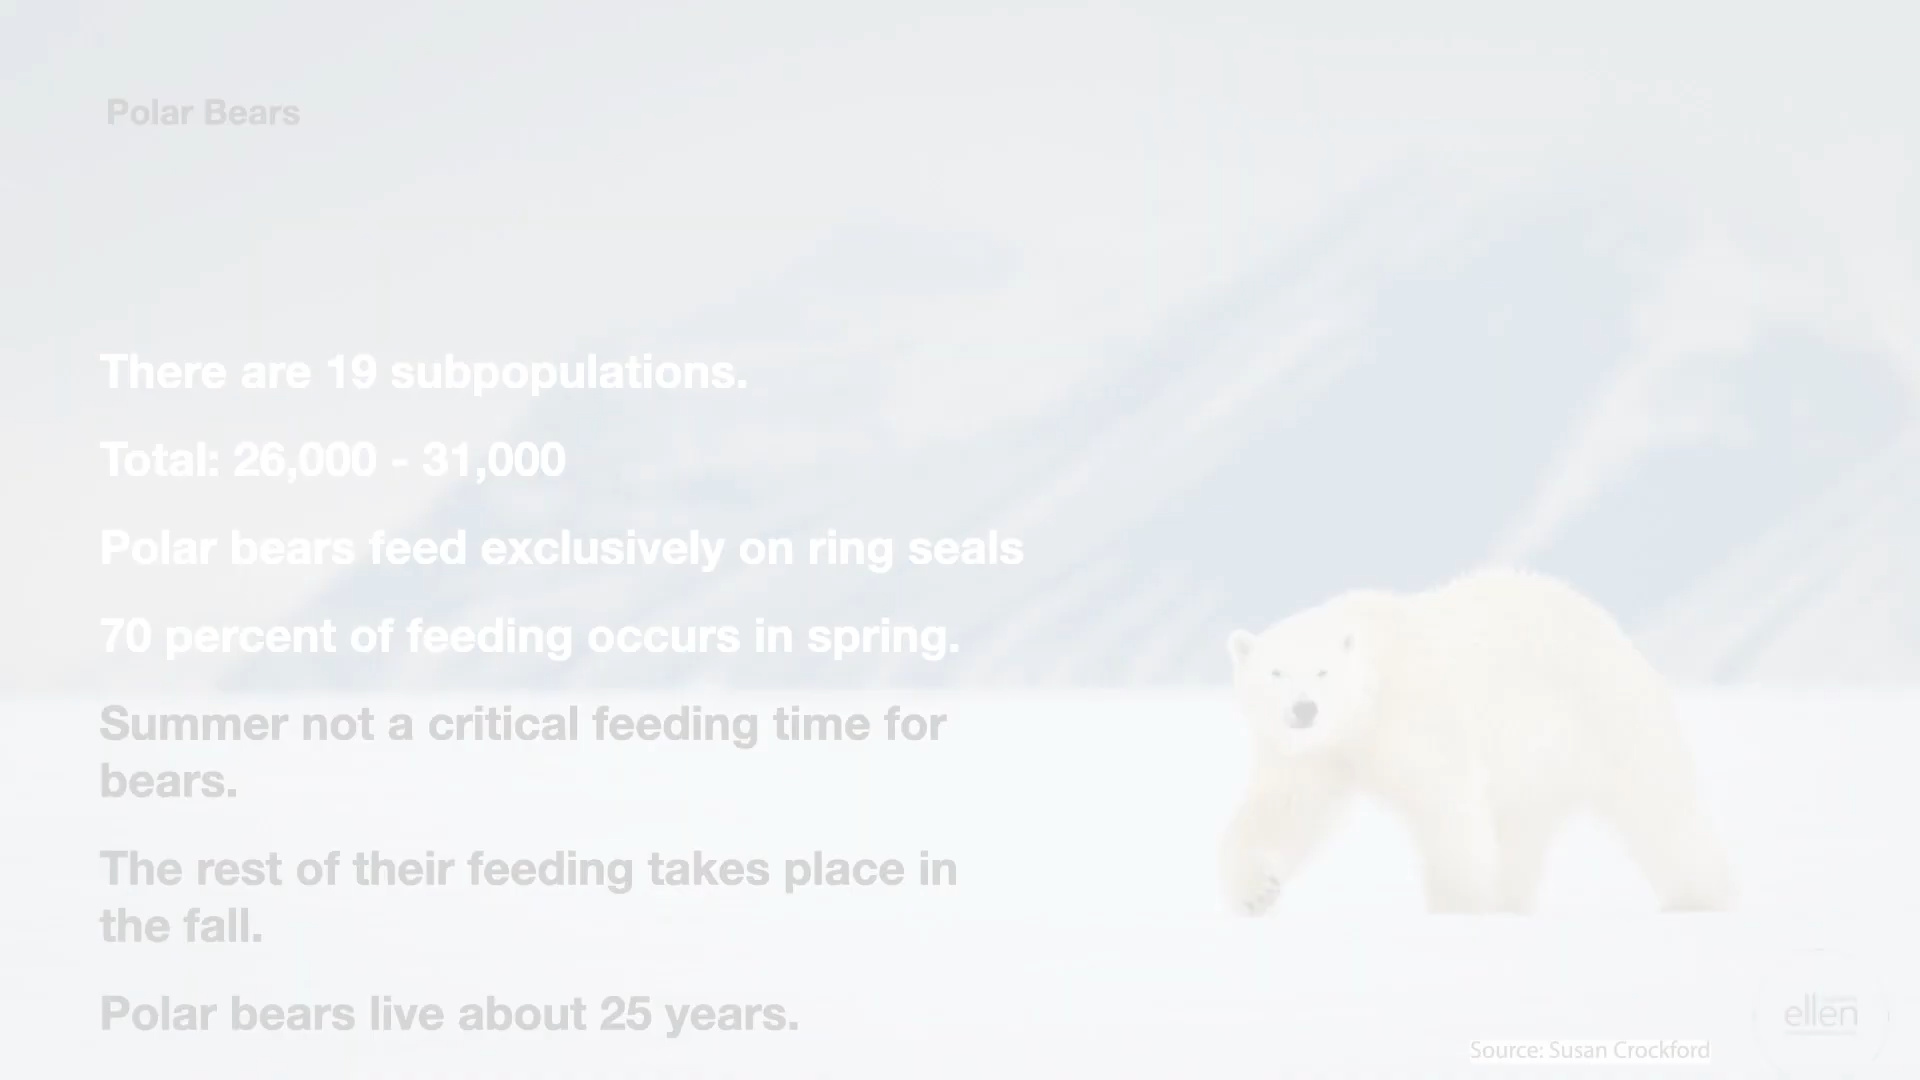 Polar Bears
There are 19 subpopulations.
Total: 26,000 - 31,000
Polar bears feed exclusively on ring seals
70 percent of feeding occurs in spring.
Summer not a critical feeding time for
bears.
The rest of their feeding takes place in
the fall.
Polar bears live about 25 years.
ellen
Source: Susan Crockford